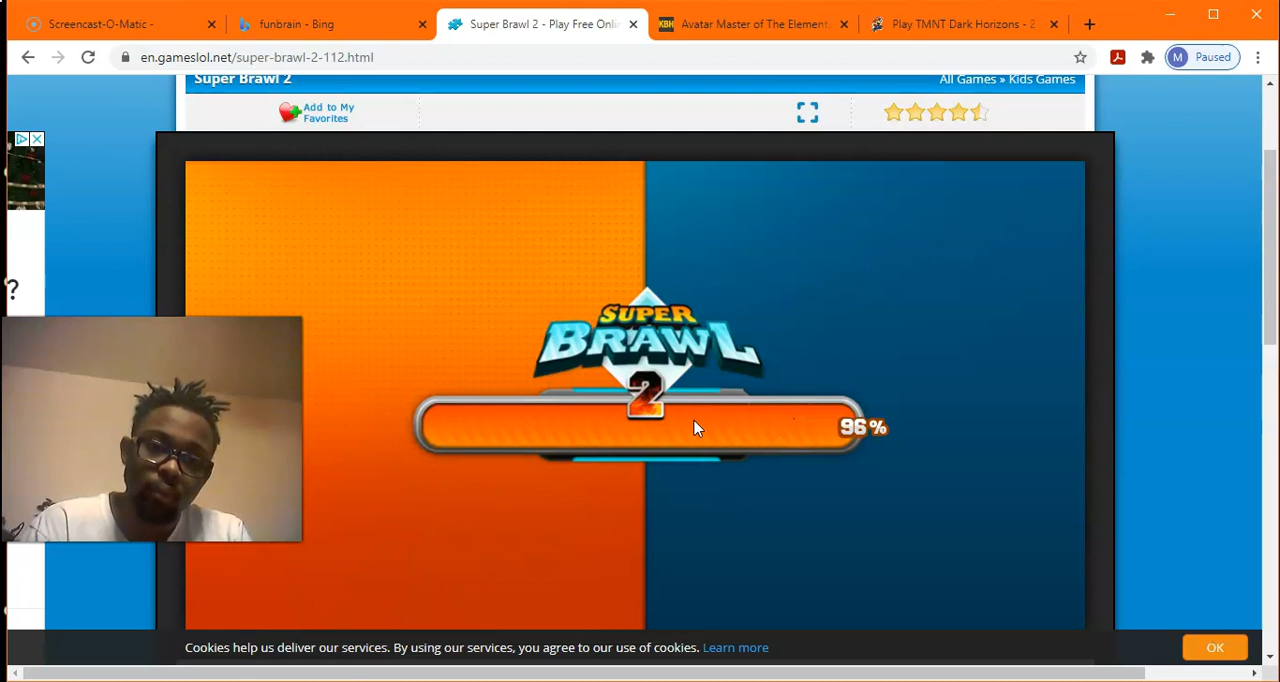 Screencast-O-Matic -
funbrain - Bing
Super Brawl 2 - Play Free Onlin
Avatar Master of The Element
Play TMNT Dark Horizons - 2
en.gameslol.net/super-brawl-2-112.html
M Paused
Super Brawl 2
All Games » Kids Games
Add to My
Favorites
?
SUPER
BRAWL
2
96 %
Cookies help us deliver our services. By using our services, you agree to our use of cookies. Learn more
OK